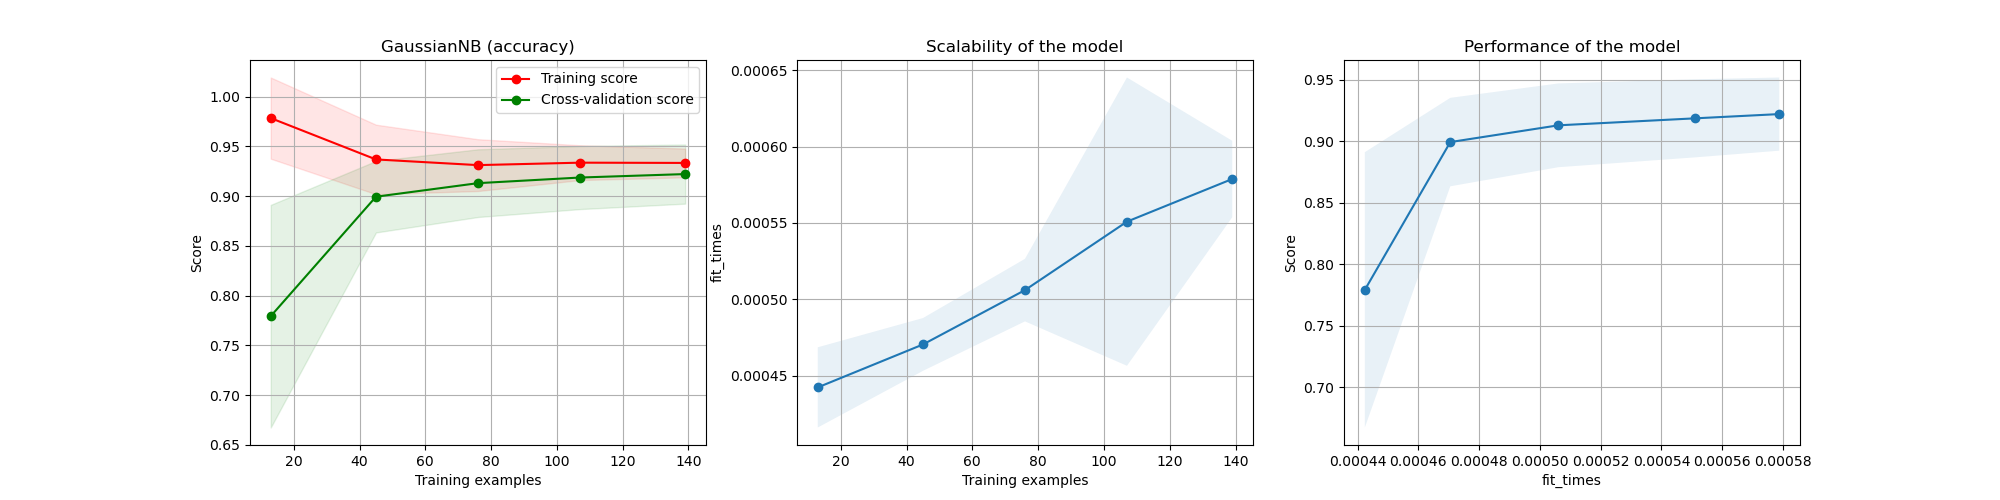 GaussianNB (accuracy)
Training score
Cross-validation score
1.00
0.95
0.90
0.85
0.80
0.75
0.70
0.65
Score
20 40 60 80 100 120 140
Training examples
Scalability of the model
0.00065
0.00060
0.00055
0.00050
0.00045
fit_times
20 40 60 80 100 120 140
Training examples
Performance of the model
0.95
0.90
0.85
0.80
0.75
0.70
Score
0.00044 0.00046 0.00048 0.00050 0.00052 0.00054 0.00056 0.00058
fit_times